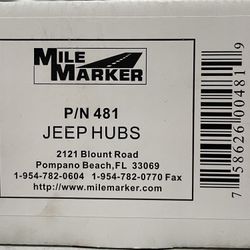 MILE
MARKER
P/N 481
JEEP HUBS
2121 Blount Road
Pompano Beach, FL 33069
1-954-782-0604 1-954-782-0770 Fax
http://www.milemarker.com
7 58626 00481 9